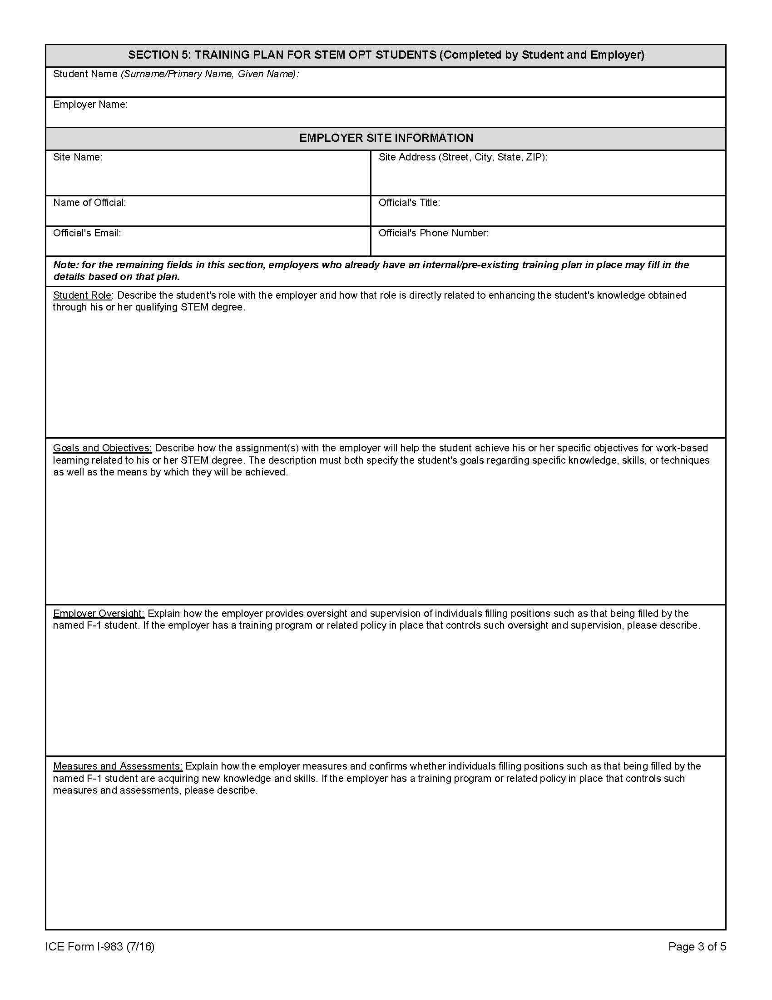 SECTION 5: TRAINING PLAN FOR STEM OPT STUDENTS (Completed by Student and Employer)
Student Name (Surname/Primary Name, Given Name):
Employer Name:
EMPLOYER SITE INFORMATION
Site Name:
Site Address (Street, City, State, ZIP):
Name of Official:
Official's Title:
Official's Email:
Official's Phone Number:
Note: for the remaining fields in this section, employers who already have an internal/pre-existing training plan in place may fill in the
details based on that plan.
Student Role: Describe the student's role with the employer and how that role is directly related to enhancing the student's knowledge obtained
through his or her qualifying STEM degree.
Goals and Objectives: Describe how the assignment(s) with the employer will help the student achieve his or her specific objectives for work-based
learning related to his or her STEM degree. The description must both specify the student's goals regarding specific knowledge, skills, or techniques
as well as the means by which they will be achieved.
Employer Oversight: Explain how the employer provides oversight and supervision of individuals filling positions such as that being filled by the
named F-1 student. If the employer has a training program or related policy in place that controls such oversight and supervision, please describe.
Measures and Assessments: Explain how the employer measures and confirms whether individuals filling positions such as that being filled by the
named F-1 student are acquiring new knowledge and skills. If the employer has a training program or related policy in place that controls such
measures and assessments, please describe.
ICE Form I-983 (7/16)
Page 3 of 5